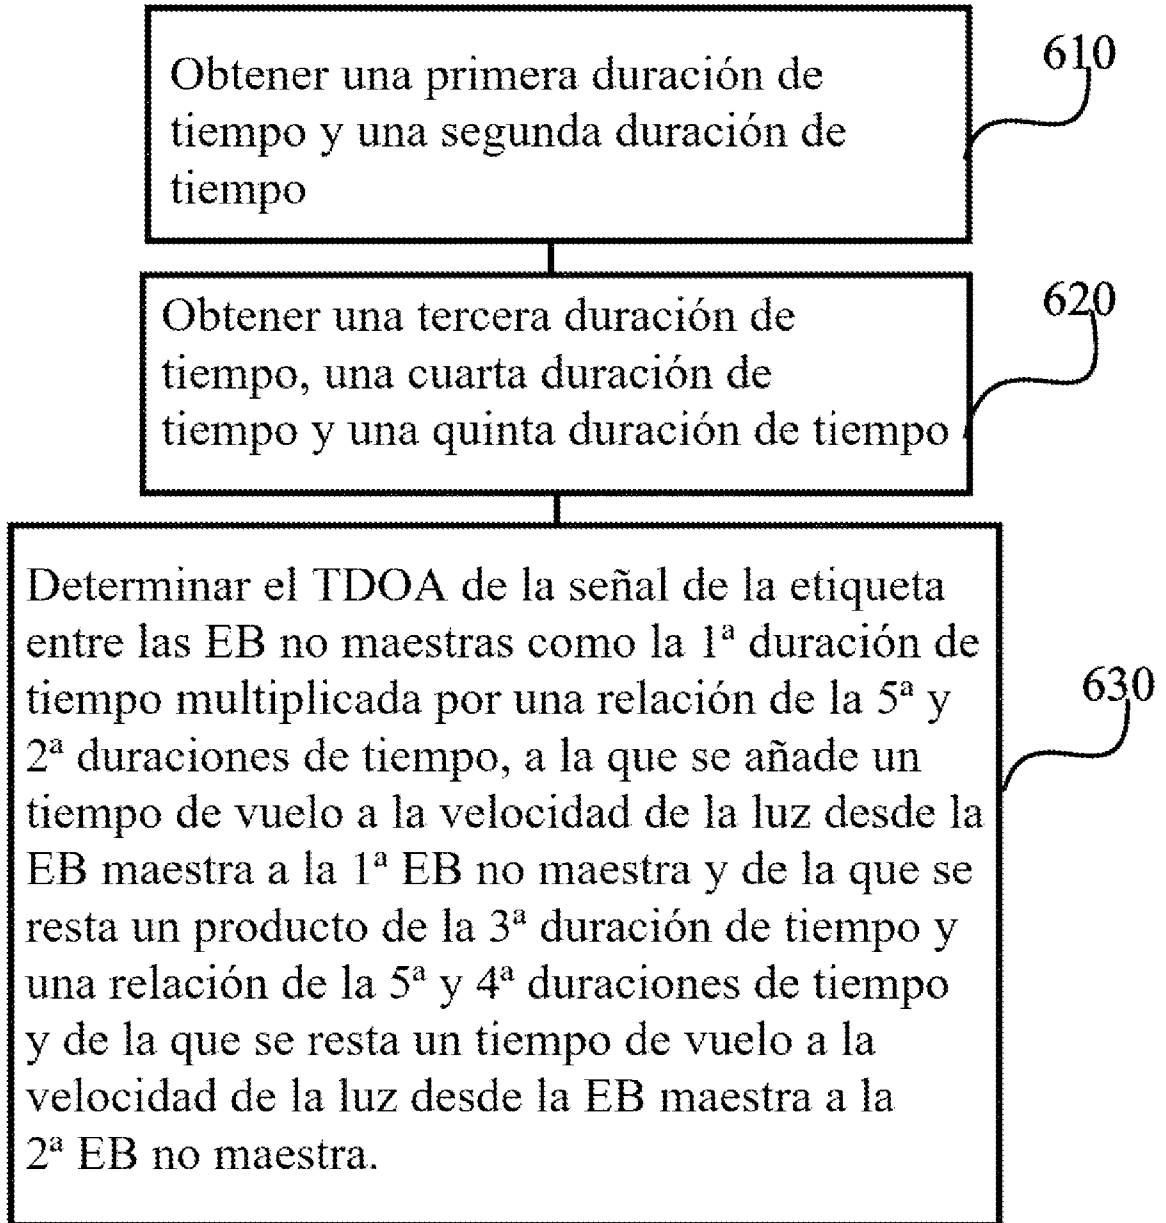 Obtener una primera duración de
tiempo y una segunda duración de
tiempo
610
Obtener una tercera duración de
tiempo, una cuarta duración de
tiempo y una quinta duración de tiempo
620
Determinar el TDOA de la señal de la etiqueta
entre las EB no maestras como la 1ª duración de
tiempo multiplicada por una relación de la 5ª y
2ª duraciones de tiempo, a la que se añade un
tiempo de vuelo a la velocidad de la luz desde la
EB maestra a la 1ª EB no maestra y de la que se
resta un producto de la 3ª duración de tiempo y
una relación de la 5ª y 4ª duraciones de tiempo
y de la que se resta un tiempo de vuelo a la
velocidad de la luz desde la EB maestra a la
2ª EB no maestra.
630